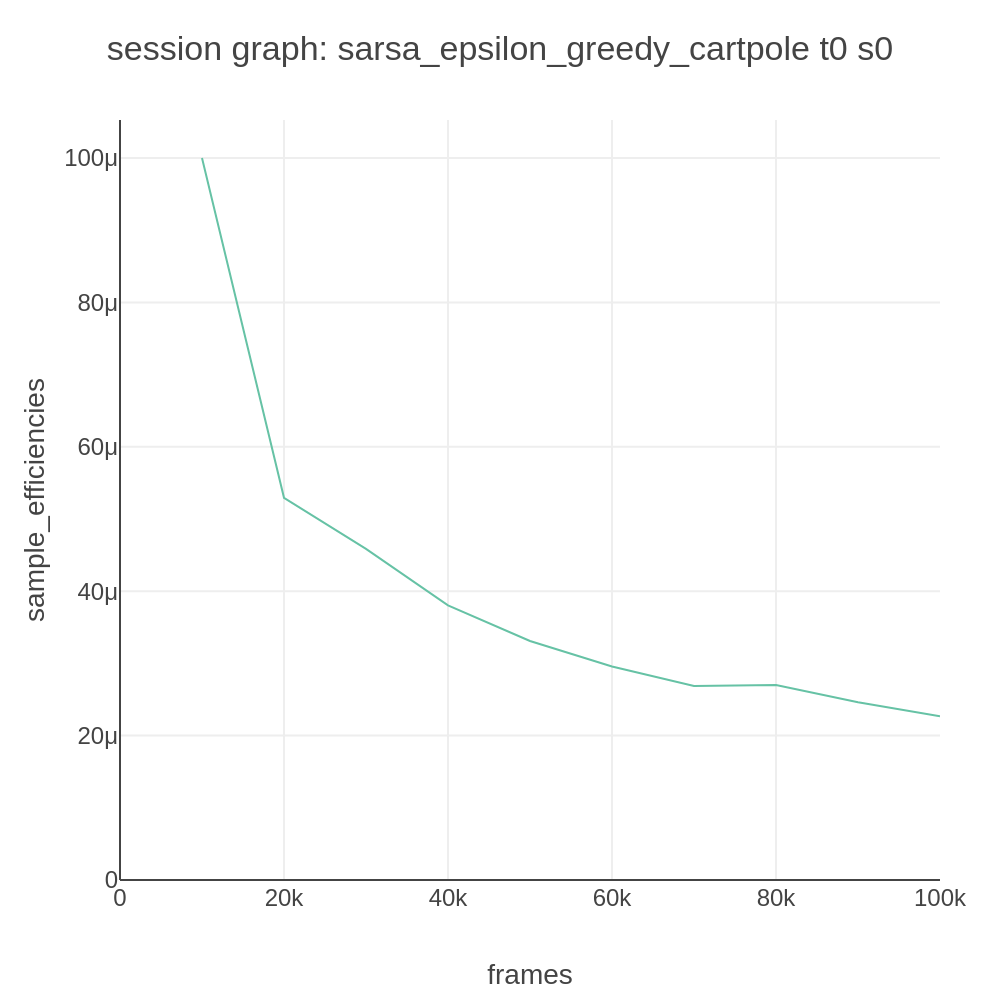 session graph: sarsa_epsilon_greedy_cartpole t0 s0
100μ
80μ
60μ
40μ
20μ
0
sample_efficiencies
0
20k
40k
60k
80k
100k
frames